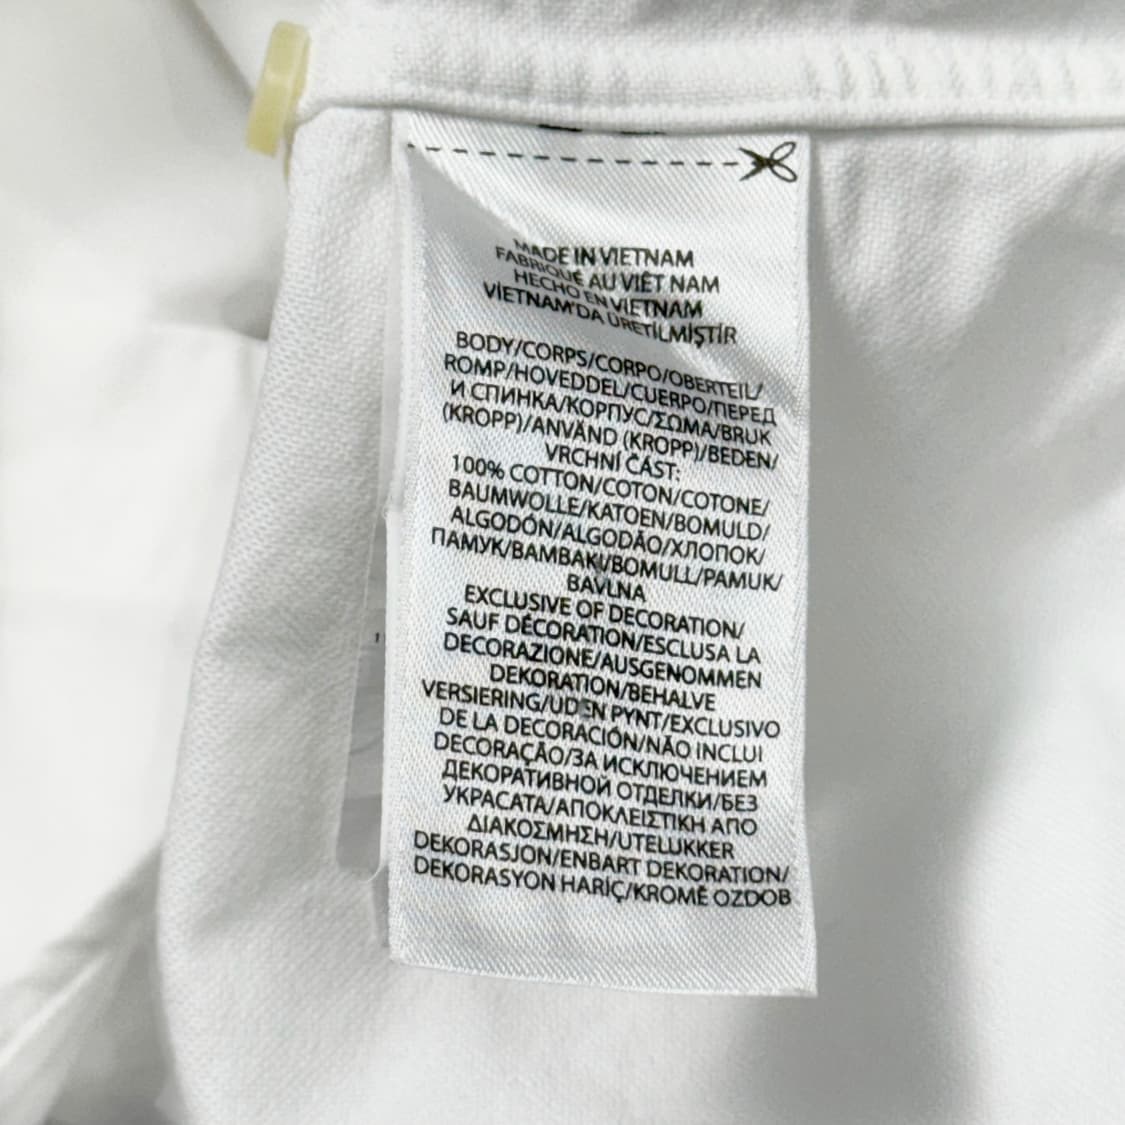 MADE IN VIETNAM
FABRIQUÉ AU VIÊT NAM
HECHO EN VIETNAM
VİETNAM'DA ÜRETİLMİŞTİR
BODY/CORPS/CORPO/OBERTEIL/
ROMP/HOVEDDEL/CUERPO/ПЕРЕД
И СПИНКА/КОРПУС/ΣΩΜΑ/BRUK
(KROPP)/ANVÄND (KROPP)/BEDEN/
VRCHNÍ ČÁST:
100% COTTON/COTON/COTONE/
BAUMWOLLE/KATOEN/BOMULD/
ALGODÓN/ALGODÃO/ХЛОПОК/
ПАМУК/ΒΑΜΒΑΚΙ/BOMULL/PAMUK/
BAVLNA
EXCLUSIVE OF DECORATION/
SAUF DÉCORATION/ESCLUSA LA
DECORAZIONE/AUSGENOMMEN
DEKORATION/BEHALVE
VERSIERING/UDEN PYNT/EXCLUSIVO
DE LA DECORACIÓN/NÃO INCLUI
DECORAÇÃO/ЗА ИСКЛЮЧЕНИЕМ
ДЕКОРАТИВНОЙ ОТДЕЛКИ/БЕЗ
УКРАСАТА/ΑΠΟΚΛΕΙΣΤΙΚΗ ΑΠΟ
ΔΙΑΚΟΣΜΗΣΗ/UTELUKKER
DEKORASJON/ENBART DEKORATION/
DEKORASYON HARİÇ/KROMĚ OZDOB